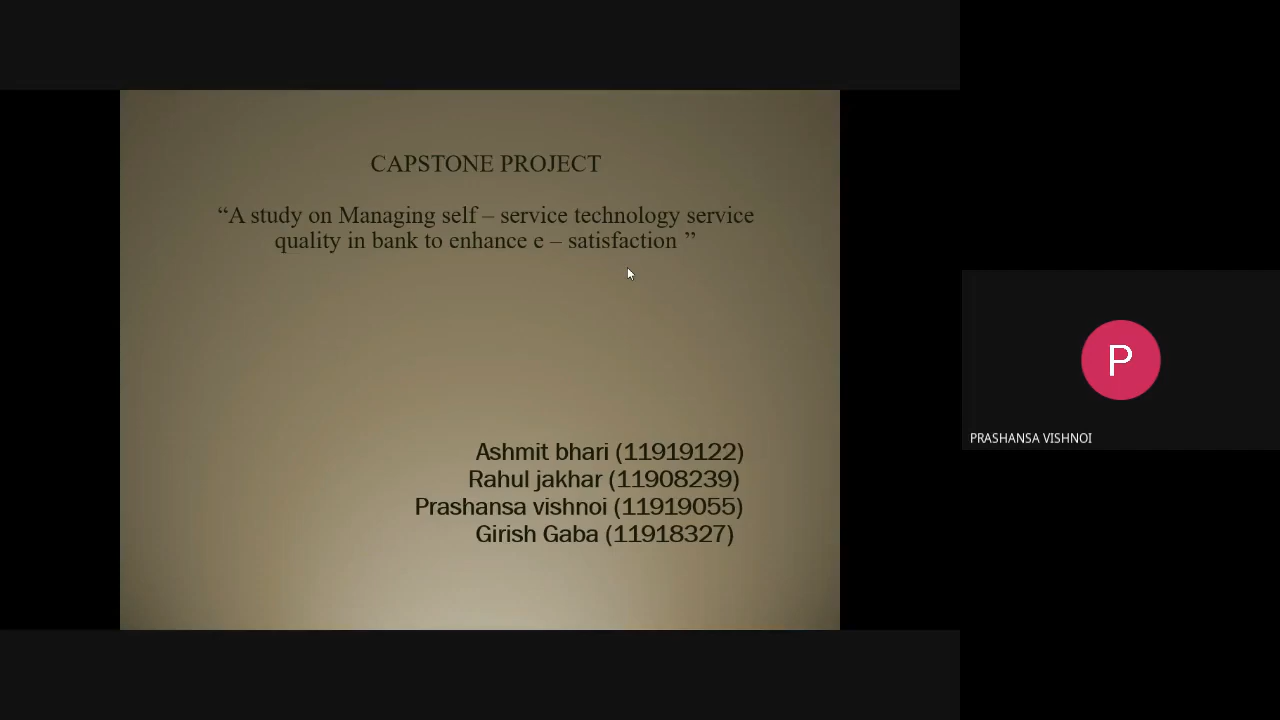 CAPSTONE PROJECT
“A study on Managing self – service technology service
quality in bank to enhance e – satisfaction ”
Ashmit bhari (11919122)
Rahul jakhar (11908239)
Prashansa vishnoi (11919055)
Girish Gaba (11918327)
P
PRASHANSA VISHNOI